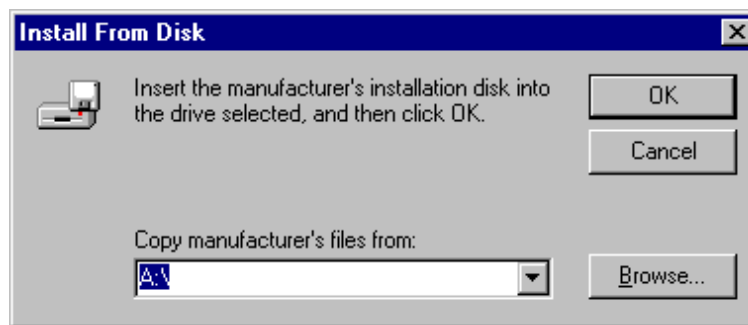 Install From Disk
Insert the manufacturer's installation disk into
the drive selected, and then click OK.
OK
Cancel
Copy manufacturer's files from:
A:\
Browse...